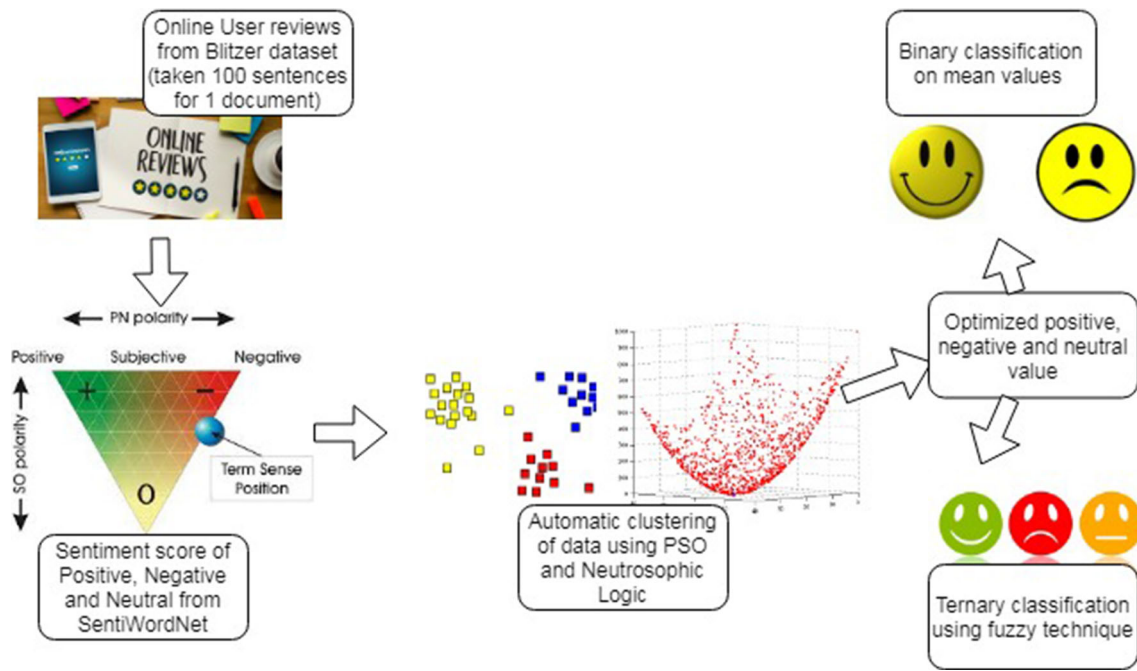 Online User reviews
from Blitzer dataset
(taken 100 sentences
for 1 document)
ONLINE
REVIEWS
PN polarity
Positive
Subjective
Negative
SO polarity
+
−
O
Term Sense
Position
Sentiment score of
Positive, Negative
and Neutral from
SentiWordNet
Automatic clustering
of data using PSO
and Neutrosophic
Logic
Binary classification
on mean values
Optimized positive,
negative and neutral
value
Ternary classification
using fuzzy technique